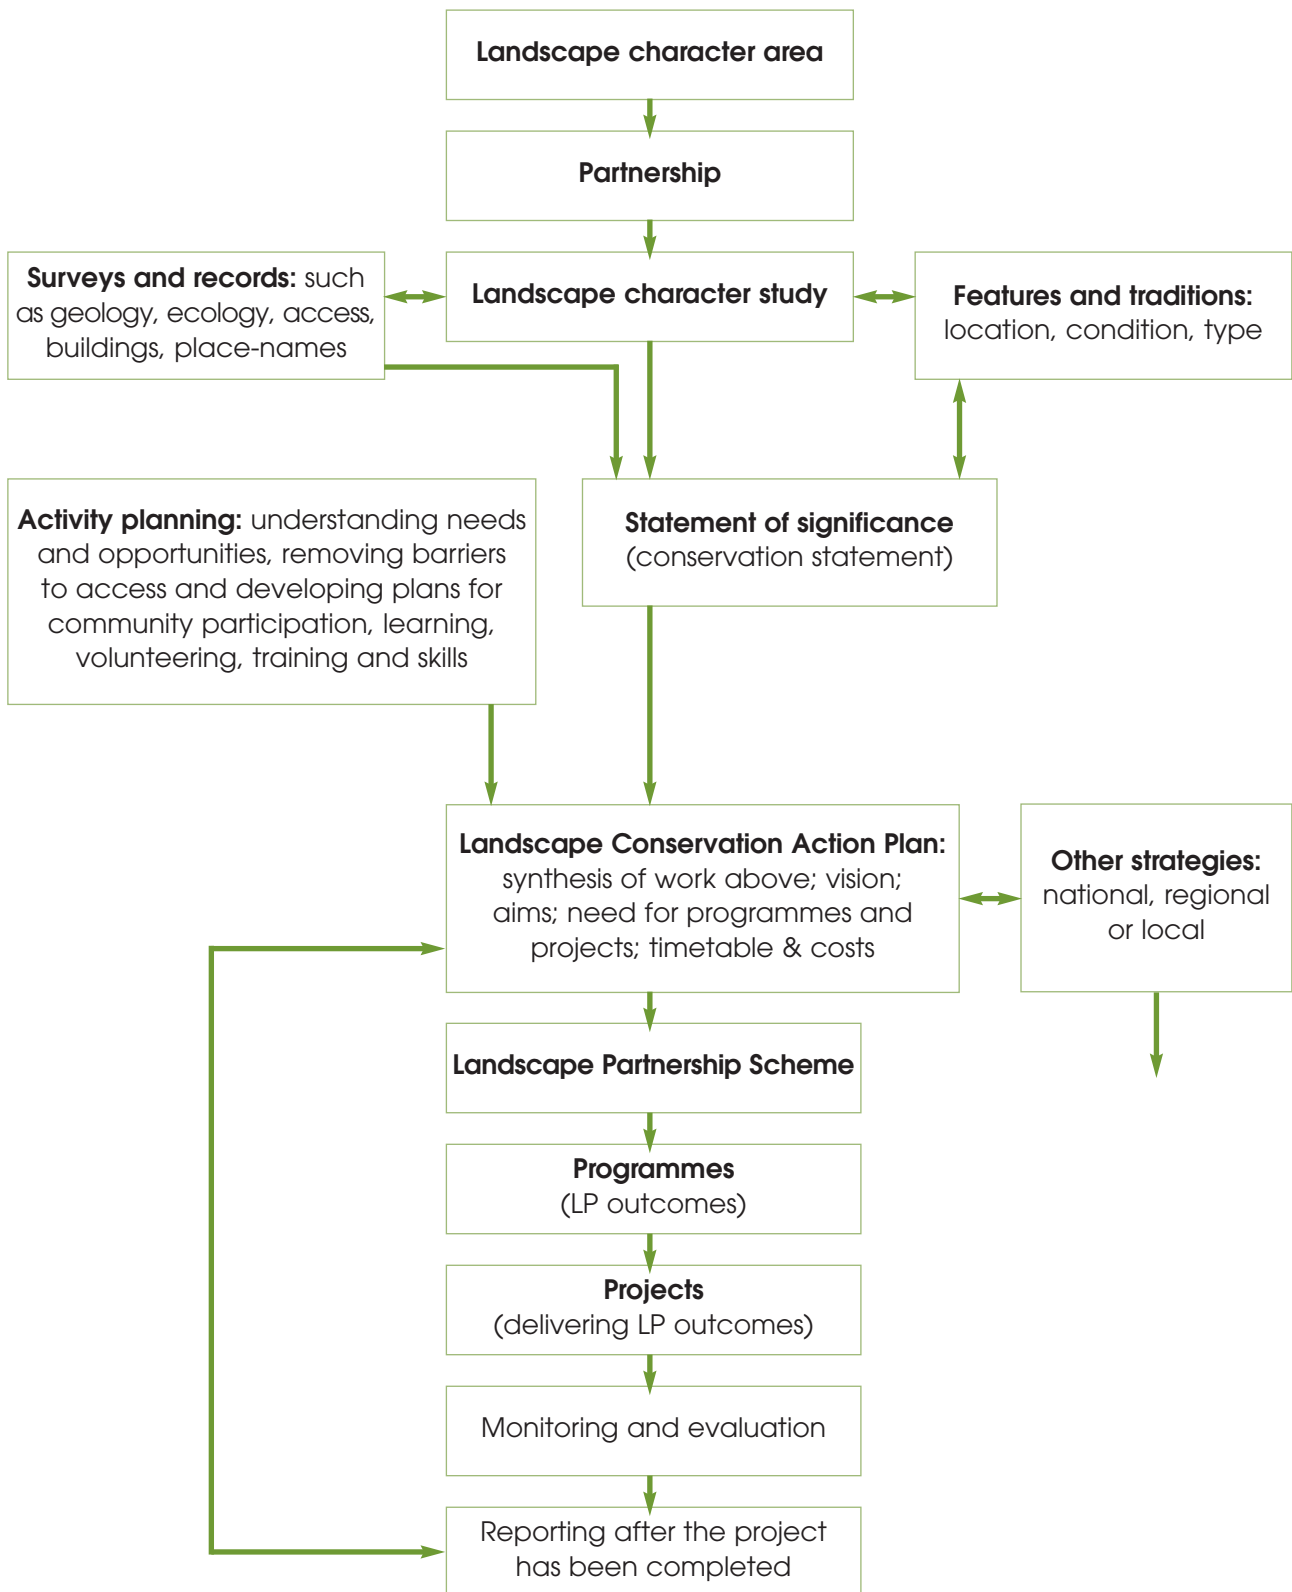 Landscape character area
Partnership
Surveys and records: such
as geology, ecology, access,
buildings, place-names
Landscape character study
Features and traditions:
location, condition, type
Activity planning: understanding needs
and opportunities, removing barriers
to access and developing plans for
community participation, learning,
volunteering, training and skills
Statement of significance
(conservation statement)
Landscape Conservation Action Plan:
synthesis of work above; vision;
aims; need for programmes and
projects; timetable & costs
Other strategies:
national, regional
or local
Landscape Partnership Scheme
Programmes
(LP outcomes)
Projects
(delivering LP outcomes)
Monitoring and evaluation
Reporting after the project
has been completed